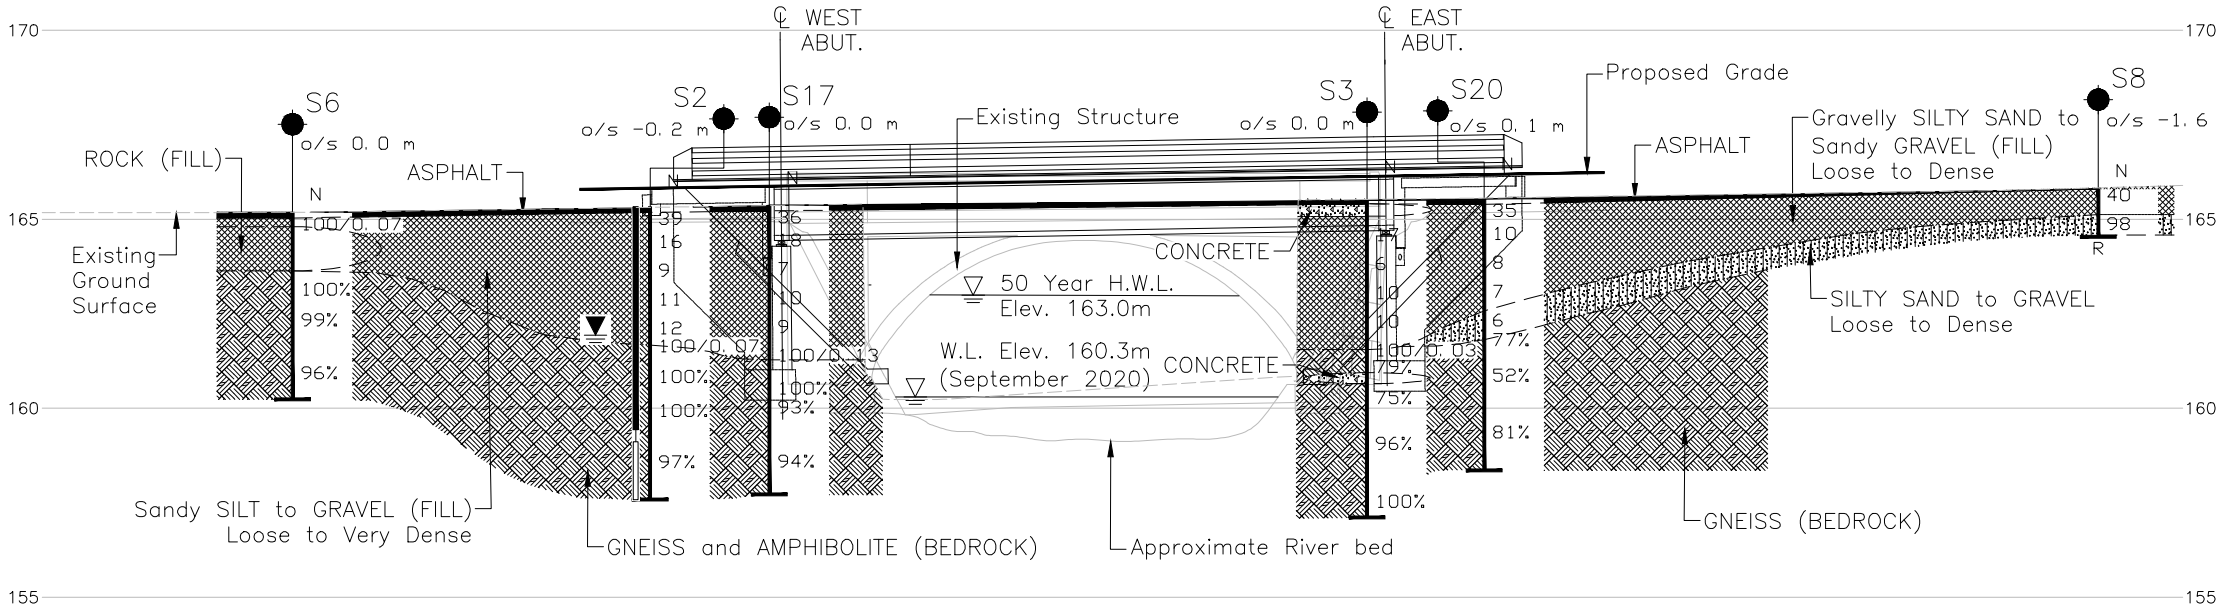 170
℄ WEST
ABUT.
℄ EAST
ABUT.
170
S6
o/s 0.0 m
S2
o/s -0.2 m
S17
o/s 0.0 m
S3
o/s 0.0 m
S20
o/s 0.1 m
S8
o/s -1.6
Proposed Grade
Existing Structure
ROCK (FILL)
ASPHALT
ASPHALT
Gravelly SILTY SAND to
Sandy GRAVEL (FILL)
Loose to Dense
165
165
Existing
Ground
Surface
N
100/0.07
100%
99%
96%
N
39
16
9
11
12
100/0.07
100%
100%
97%
N
36
8
7
10
9
100/0.13
100%
93%
94%
50 Year H.W.L.
Elev. 163.0m
W.L. Elev. 160.3m
(September 2020)
CONCRETE
CONCRETE
N
6
10
75%
96%
100%
N
35
10
8
7
6
100/0.03
79%
77%
52%
81%
N
40
98
R
SILTY SAND to GRAVEL
Loose to Dense
160
160
Sandy SILT to GRAVEL (FILL)
Loose to Very Dense
GNEISS and AMPHIBOLITE (BEDROCK)
Approximate River bed
GNEISS (BEDROCK)
155
155